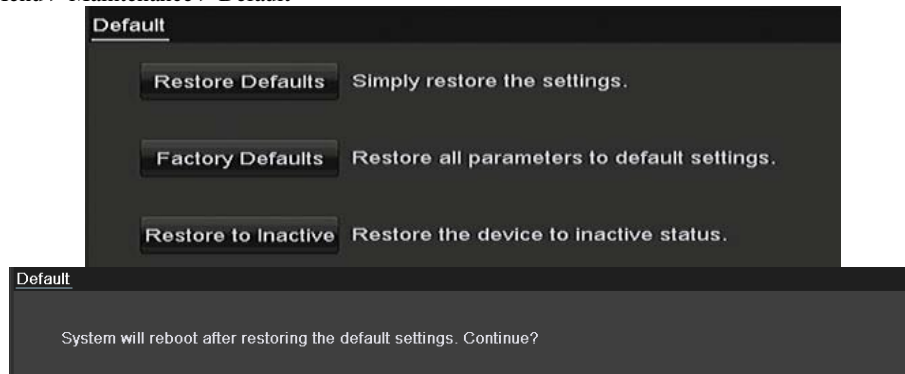 Default
Restore Defaults Simply restore the settings.
Factory Defaults Restore all parameters to default settings.
Restore to Inactive Restore the device to inactive status.
Default
System will reboot after restoring the default settings. Continue?